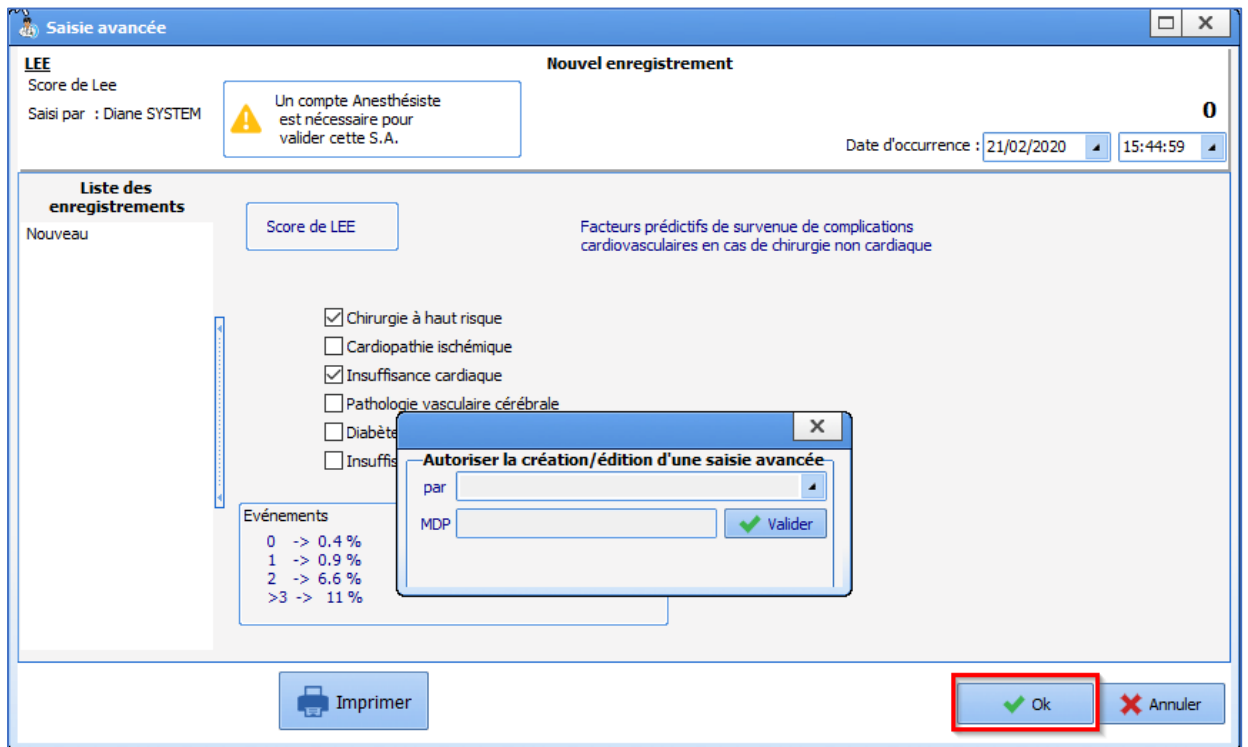 Saisie avancée
LEE
Nouvel enregistrement
Score de Lee
Saisi par : Diane SYSTEM
Un compte Anesthésiste
est nécessaire pour
valider cette S.A.
0
Date d'occurrence : 21/02/2020 15:44:59
Liste des
enregistrements
Nouveau
Score de LEE
Facteurs prédictifs de survenue de complications
cardiovasculaires en cas de chirurgie non cardiaque
Chirurgie à haut risque
Cardiopathie ischémique
Insuffisance cardiaque
Pathologie vasculaire cérébrale
Diabète
Insuffis
Autoriser la création/édition d'une saisie avancée
par
MDP Valider
Evénements
0 -> 0.4 %
1 -> 0.9 %
2 -> 6.6 %
>3 -> 11 %
Imprimer
Ok
Annuler